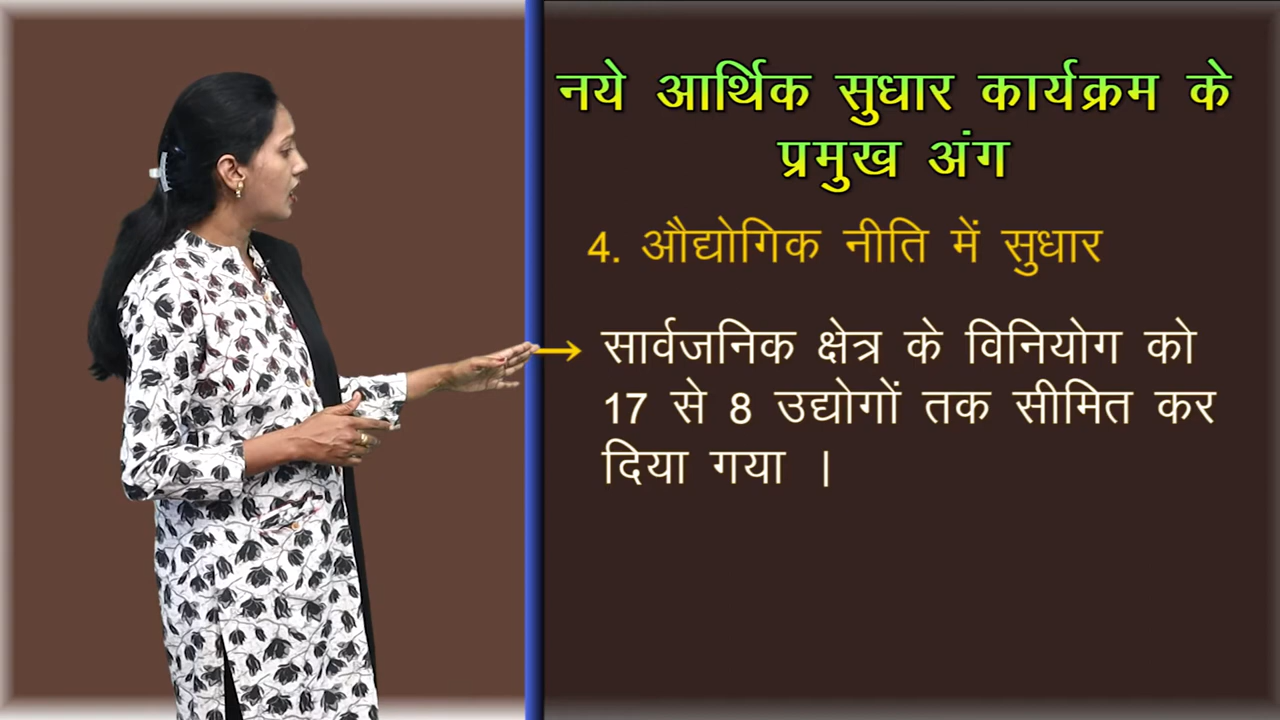 नये आर्थिक सुधार कार्यक्रम के
प्रमुख अंग
4. औद्योगिक नीति में सुधार
→ सार्वजनिक क्षेत्र के विनियोग को
17 से 8 उद्योगों तक सीमित कर
दिया गया ।